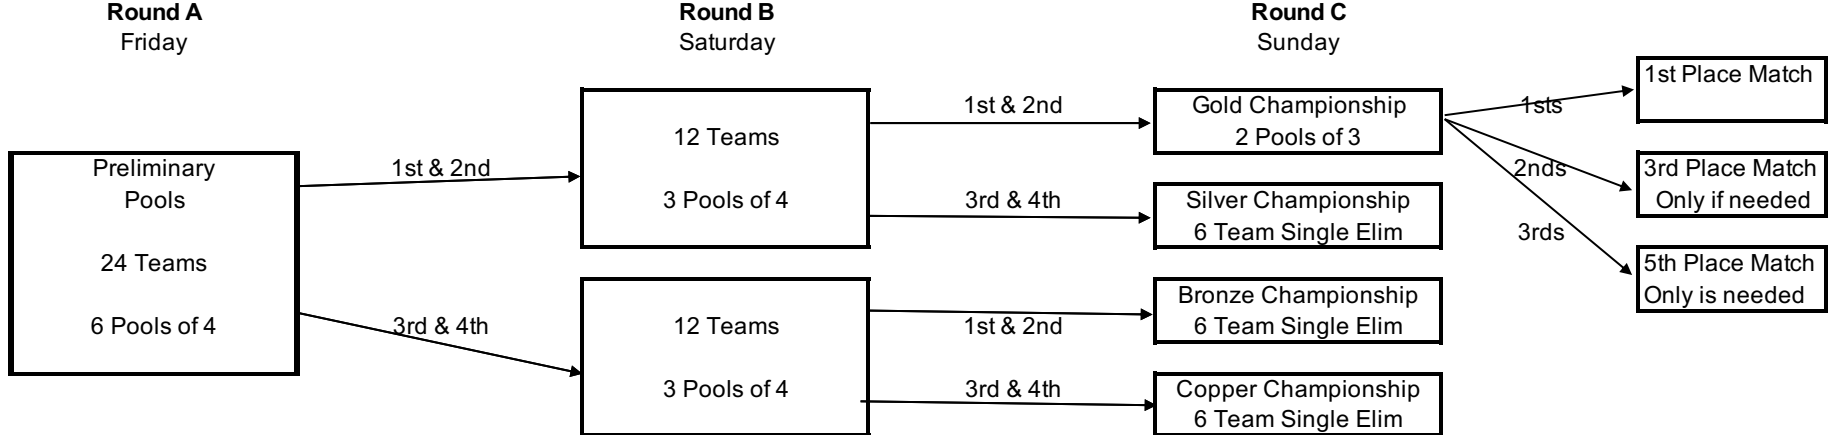 Round A
Friday
Round B
Saturday
Round C
Sunday
Preliminary
Pools
24 Teams
6 Pools of 4
1st & 2nd
3rd & 4th
12 Teams
3 Pools of 4
12 Teams
3 Pools of 4
1st & 2nd
3rd & 4th
1st & 2nd
3rd & 4th
Gold Championship
2 Pools of 3
Silver Championship
6 Team Single Elim
Bronze Championship
6 Team Single Elim
Copper Championship
6 Team Single Elim
1sts
2nds
3rds
1st Place Match
3rd Place Match
Only if needed
5th Place Match
Only is needed